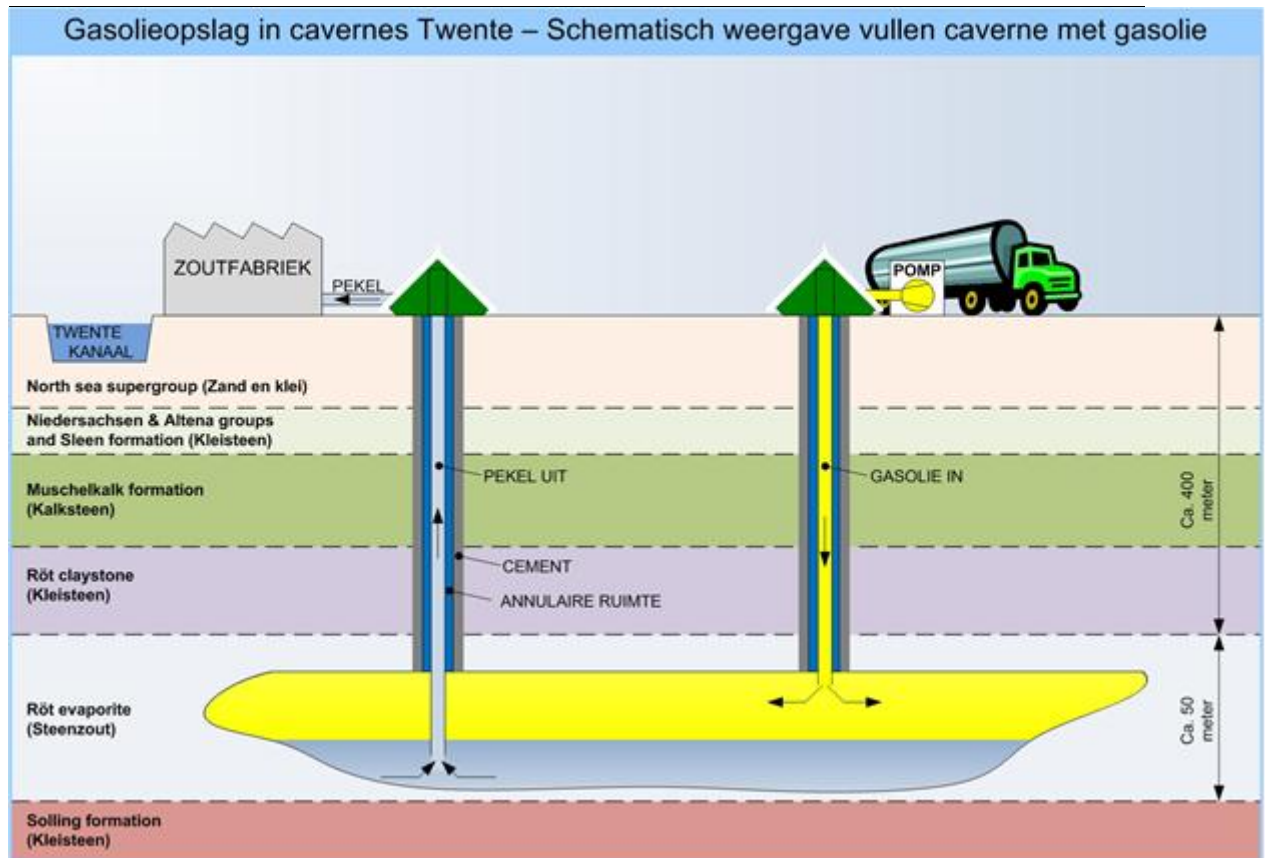 Gasolieopslag in cavernes Twente – Schematisch weergave vullen caverne met gasolie
ZOUTFABRIEK
PEKEL
POMP
TWENTE
KANAAL
North sea supergroup (Zand en klei)
Niedersachsen & Altena groups
and Sleen formation (Kleisteen)
Muschelkalk formation
(Kalksteen)
PEKEL UIT
GASOLIE IN
Ca. 400
meter
CEMENT
ANNULAIRE RUIMTE
Röt claystone
(Kleisteen)
Röt evaporite
(Steenzout)
Ca. 50
meter
Solling formation
(Kleisteen)